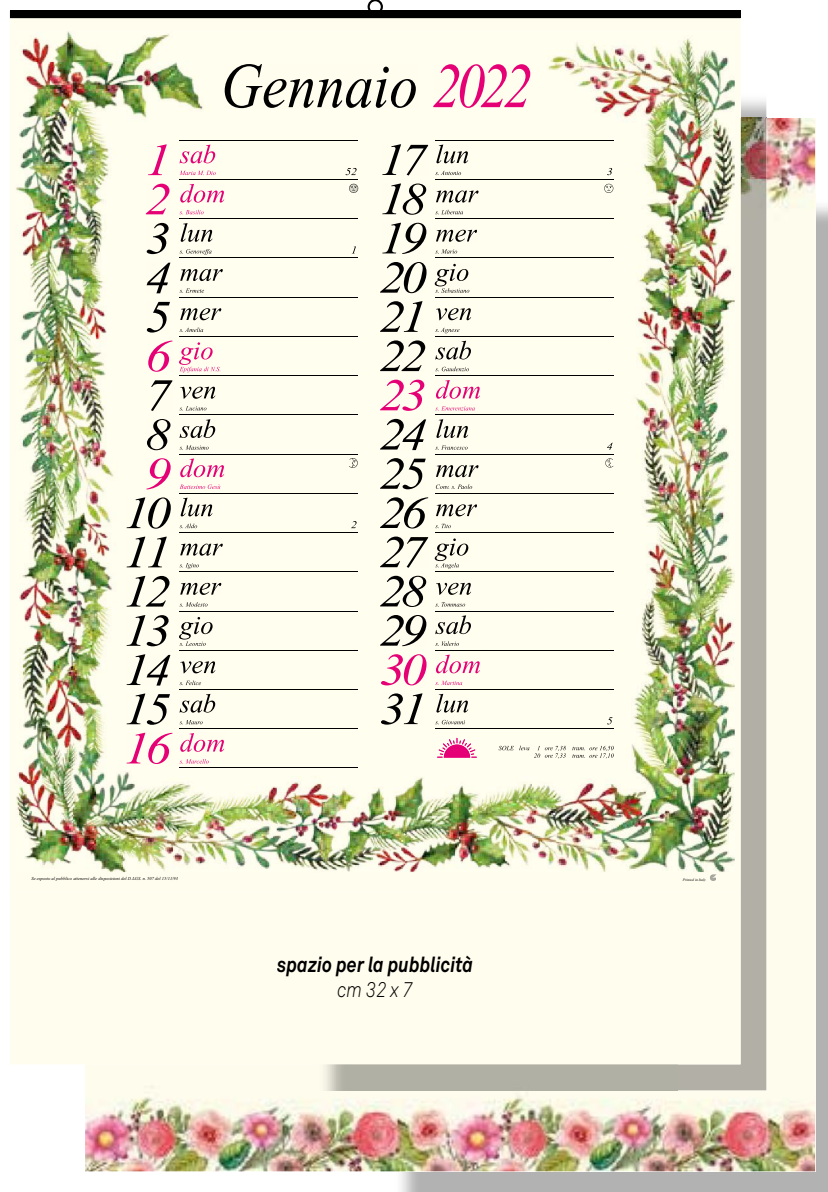 Gennaio 2022
1 sab
Maria M. Dio 52
2 dom
s. Basilio
3 lun
s. Genoveffa 1
4 mar
s. Ermete
5 mer
s. Amelia
6 gio
Epifania di N.S.
7 ven
s. Luciano
8 sab
s. Massimo
9 dom
Battesimo Gesù
10 lun
s. Aldo 2
11 mar
s. Igino
12 mer
s. Modesto
13 gio
s. Leonzio
14 ven
s. Felice
15 sab
s. Mauro
16 dom
s. Marcello
17 lun
s. Antonio 3
18 mar
s. Liberata
19 mer
s. Mario
20 gio
s. Sebastiano
21 ven
s. Agnese
22 sab
s. Gaudenzio
23 dom
s. Emerenziana
24 lun
s. Francesco 4
25 mar
Conv. s. Paolo
26 mer
s. Tito
27 gio
s. Angela
28 ven
s. Tommaso
29 sab
s. Valerio
30 dom
s. Martina
31 lun
s. Giovanni 5
SOLE leva 1 ore 7,38 tram. ore 16,50
20 ore 7,33 tram. ore 17,10
Printed in Italy
spazio per la pubblicità
cm 32 x 7